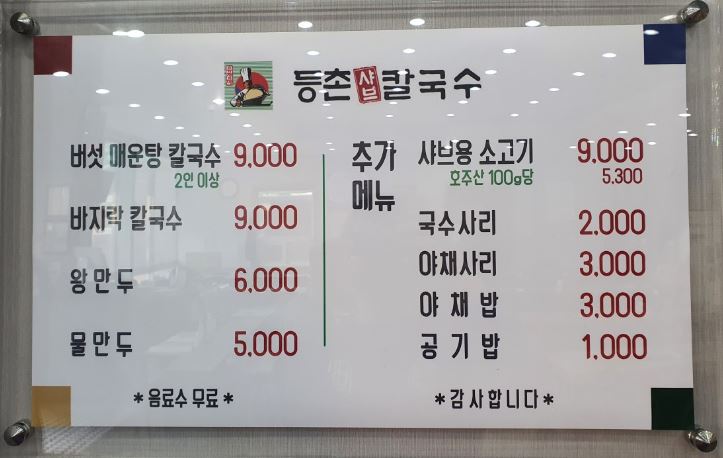 등촌샤브칼국수
버섯 매운탕 칼국수 9,000
2인 이상
바지락 칼국수 9,000
왕만두 6,000
물만두 5,000
*음료수 무료*
추가 메뉴
샤브용 소고기 9.000
호주산 100g당 5.300
국수사리 2,000
야채사리 3,000
야채밥 3,000
공기밥 1,000
*감사합니다*